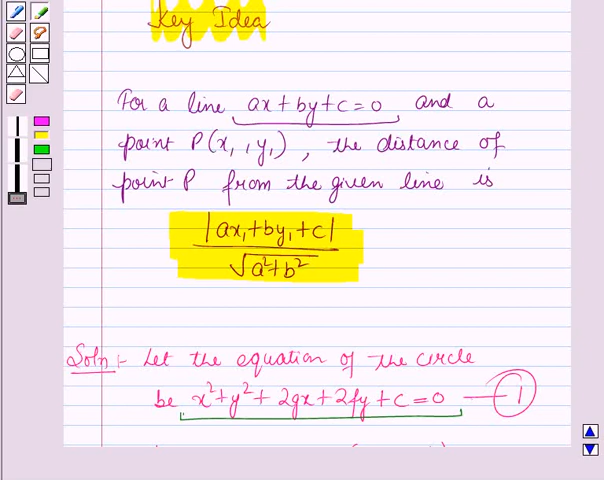 Key Idea
For a line ax+by+c=0 and a
point P(x₁,y₁), the distance of
point P from the given line is
|ax₁+by₁+c|
√a²+b²
Soln:- Let the equation of the circle
be x²+y²+2gx+2fy+c=0 —①